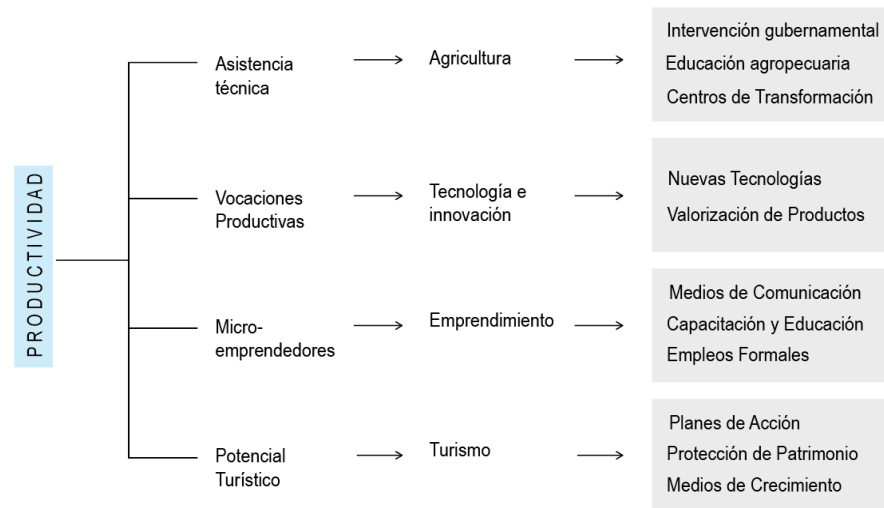 PRODUCTIVIDAD
Asistencia
técnica
Agricultura
Intervención gubernamental
Educación agropecuaria
Centros de Transformación
Vocaciones
Productivas
Tecnología e
innovación
Nuevas Tecnologías
Valorización de Productos
Micro-
emprendedores
Emprendimiento
Medios de Comunicación
Capacitación y Educación
Empleos Formales
Potencial
Turístico
Turismo
Planes de Acción
Protección de Patrimonio
Medios de Crecimiento